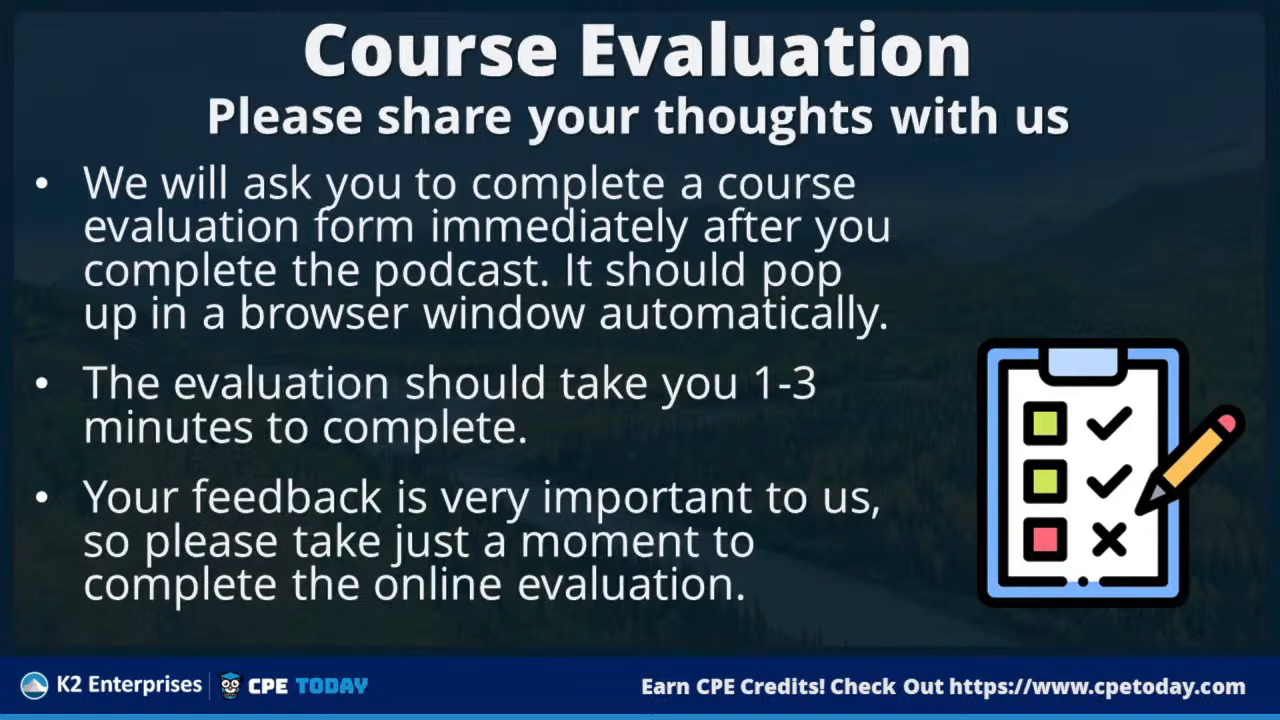 Course Evaluation
Please share your thoughts with us
• We will ask you to complete a course
evaluation form immediately after you
complete the podcast. It should pop
up in a browser window automatically.
• The evaluation should take you 1-3
minutes to complete.
• Your feedback is very important to us,
so please take just a moment to
complete the online evaluation.
K2 Enterprises CPE TODAY
Earn CPE Credits! Check Out https://www.cpetoday.com